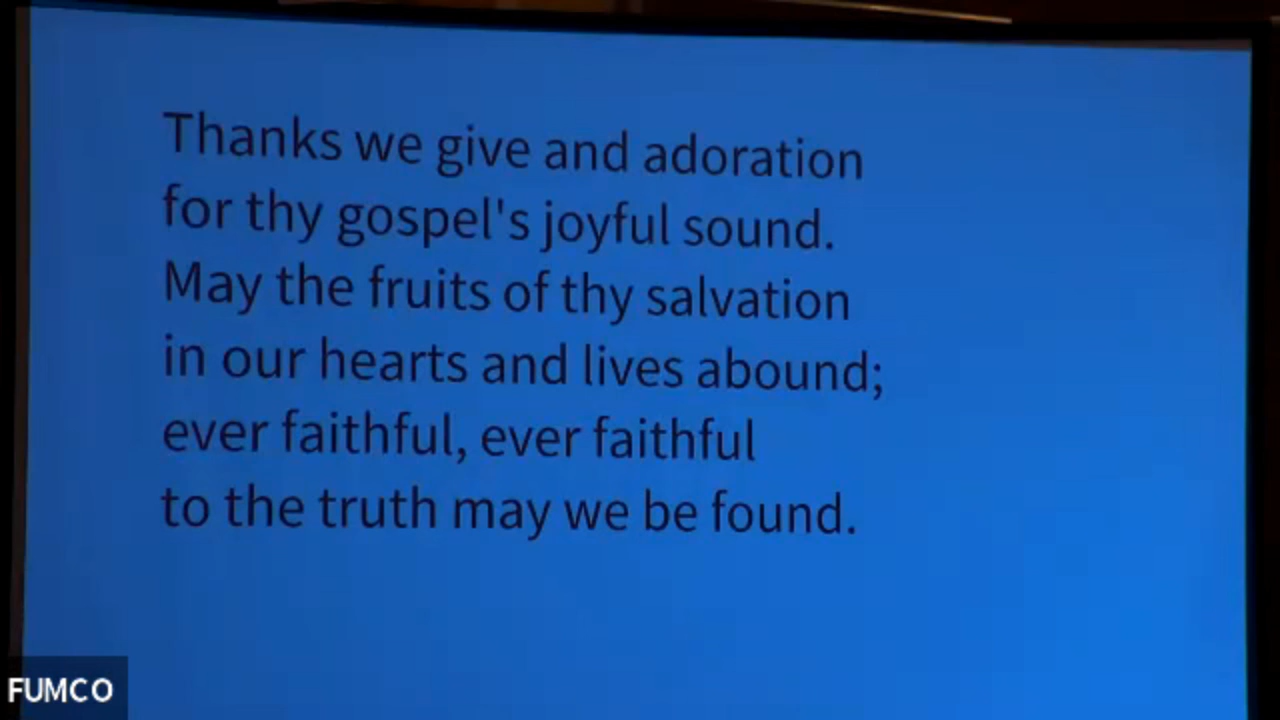 Thanks we give and adoration
for thy gospel's joyful sound.
May the fruits of thy salvation
in our hearts and lives abound;
ever faithful, ever faithful
to the truth may we be found.
FUMCO